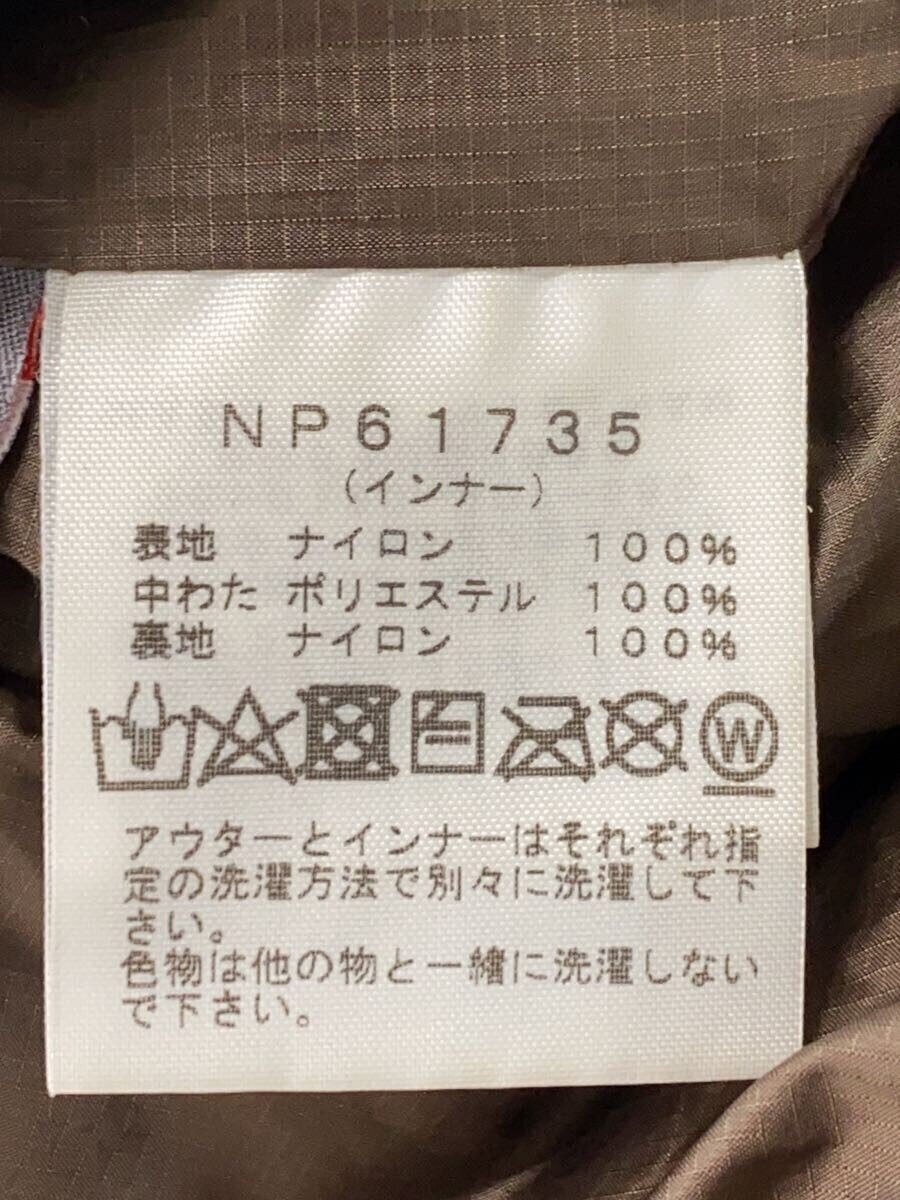 NP61735
(インナー)
表地 ナイロン 100%
中わた ポリエステル 100%
裏地 ナイロン 100%
W
アウターとインナーはそれぞれ指
定の洗濯方法で別々に洗濯して下
さい。
色物は他の物と一緒に洗濯しない
で下さい。